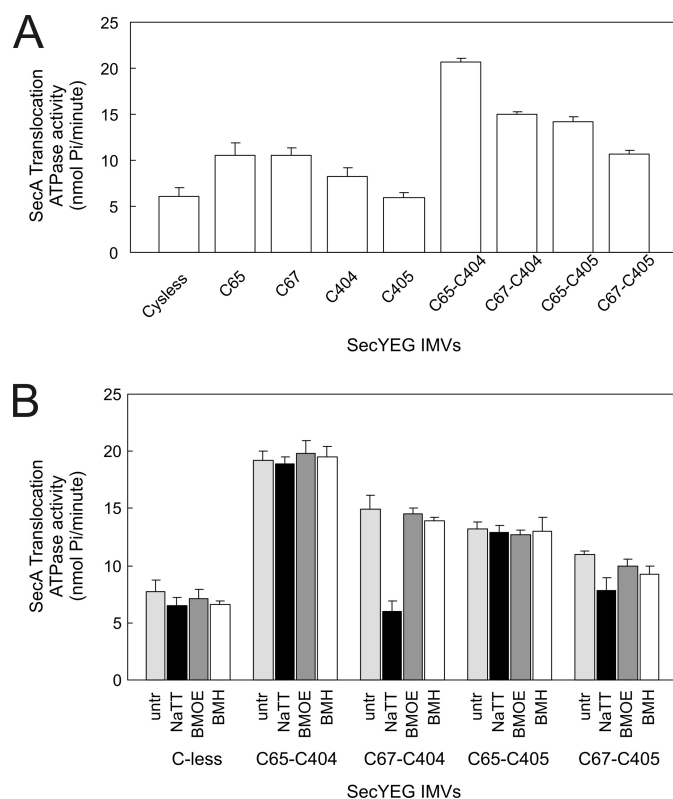 A
SecA Translocation
ATPase activity
(nmol Pi/minute)
25
20
15
10
5
0
Cysless
C65
C67
C404
C405
C65-C404
C67-C404
C65-C405
C67-C405
SecYEG IMVs
B
SecA Translocation
ATPase activity
(nmol Pi/minute)
25
20
15
10
5
0
untr NaTT BMOE BMH untr NaTT BMOE BMH untr NaTT BMOE BMH untr NaTT BMOE BMH untr NaTT BMOE BMH
C-less C65-C404 C67-C404 C65-C405 C67-C405
SecYEG IMVs